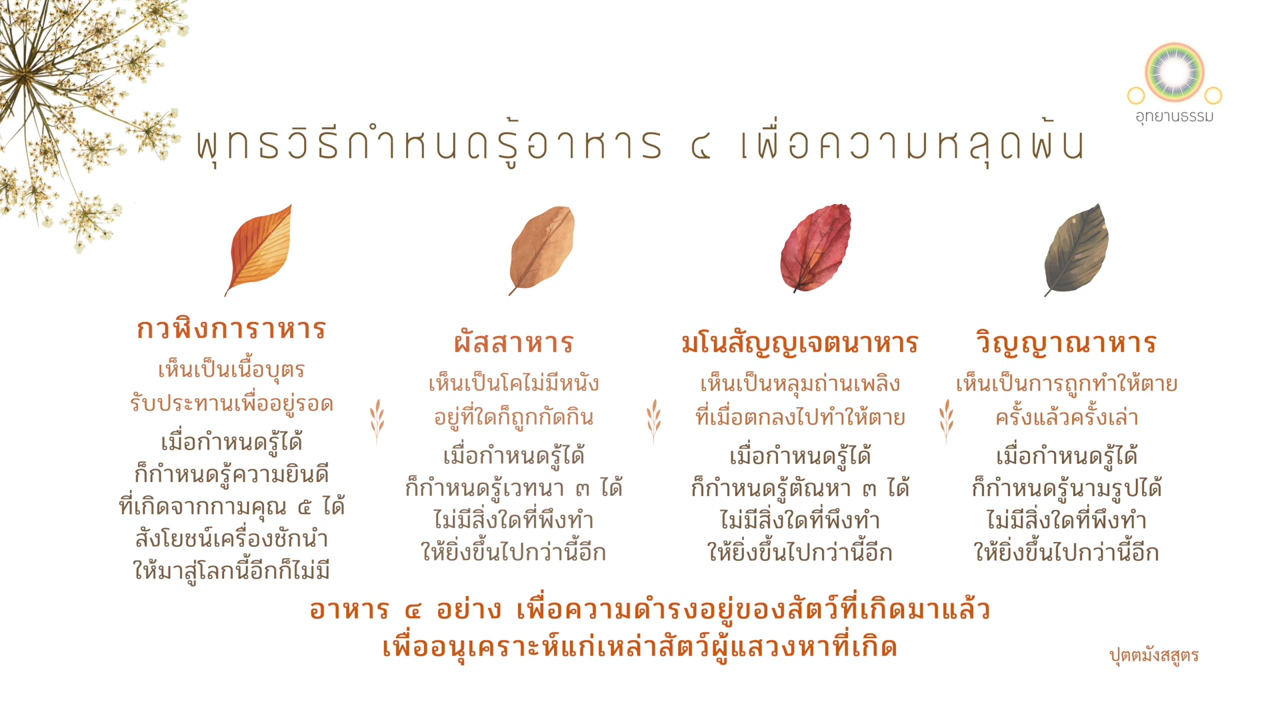 อุทยานธรรม
พุทธวิธีกำหนดรู้อาหาร ๔ เพื่อความหลุดพ้น
กวฬิงการาหาร
เห็นเป็นเนื้อบุตร
รับประทานเพื่ออยู่รอด
เมื่อกำหนดรู้ได้
ก็กำหนดรู้ความยินดี
ที่เกิดจากกามคุณ ๕ ได้
สังโยชน์เครื่องชักนำ
ให้มาสู่โลกนี้อีกก็ไม่มี
ผัสสาหาร
เห็นเป็นโคไม่มีหนัง
อยู่ที่ใดก็ถูกกัดกิน
เมื่อกำหนดรู้ได้
ก็กำหนดรู้เวทนา ๓ ได้
ไม่มีสิ่งใดที่พึงทำ
ให้ยิ่งขึ้นไปกว่านี้อีก
มโนสัญญเจตนาหาร
เห็นเป็นหลุมถ่านเพลิง
ที่เมื่อตกลงไปทำให้ตาย
เมื่อกำหนดรู้ได้
ก็กำหนดรู้ตัณหา ๓ ได้
ไม่มีสิ่งใดที่พึงทำ
ให้ยิ่งขึ้นไปกว่านี้อีก
วิญญาณาหาร
เห็นเป็นการถูกทำให้ตาย
ครั้งแล้วครั้งเล่า
เมื่อกำหนดรู้ได้
ก็กำหนดรู้นามรูปได้
ไม่มีสิ่งใดที่พึงทำ
ให้ยิ่งขึ้นไปกว่านี้อีก
อาหาร ๔ อย่าง เพื่อความดำรงอยู่ของสัตว์ที่เกิดมาแล้ว
เพื่ออนุเคราะห์แก่เหล่าสัตว์ผู้แสวงหาที่เกิด
ปุตตมังสสูตร